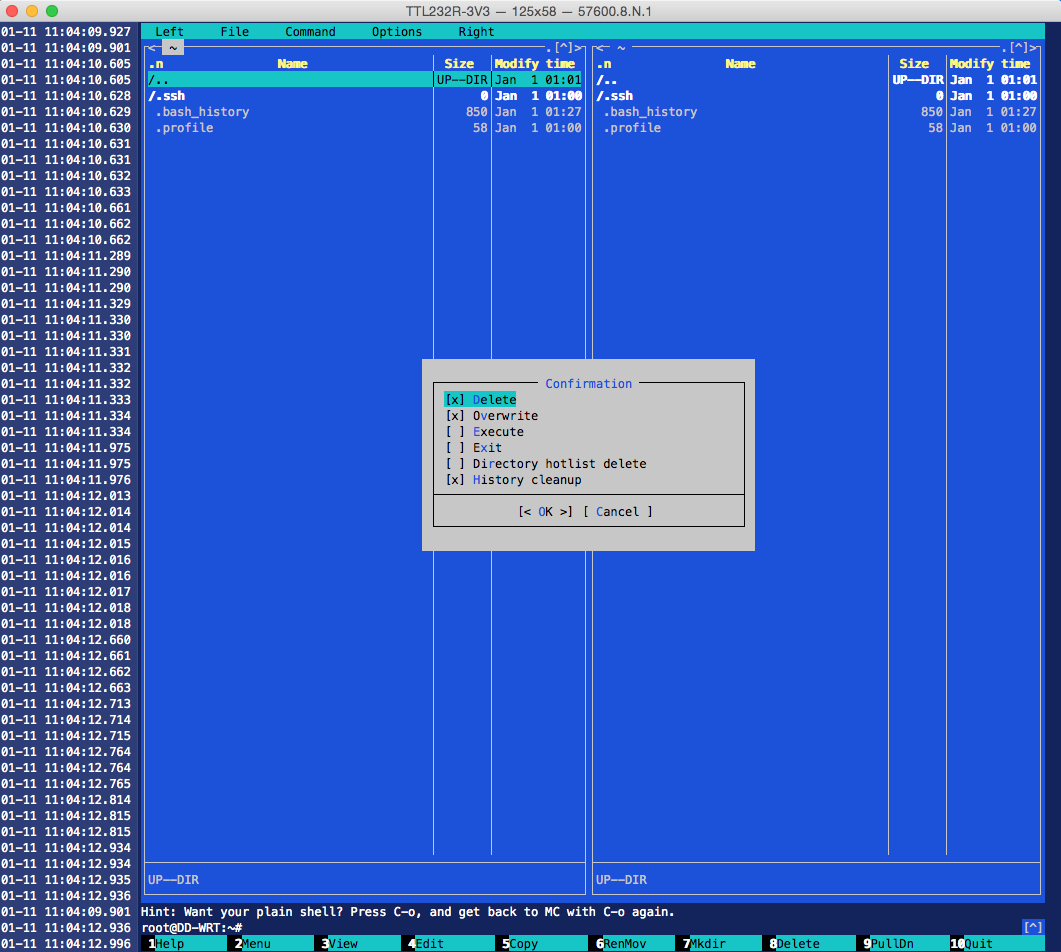 TTL232R-3V3 — 125x58 — 57600.8.N.1
01-11 11:04:09.927 Left File Command Options Right
01-11 11:04:09.901 <- ~ .[^]> <- ~ .[^]>
01-11 11:04:10.605 .n Name Size Modify time .n Name Size Modify time
01-11 11:04:10.605 /.. UP--DIR Jan 1 01:01 /.. UP--DIR Jan 1 01:01
01-11 11:04:10.628 /.ssh 0 Jan 1 01:00 /.ssh 0 Jan 1 01:00
01-11 11:04:10.629 .bash_history 850 Jan 1 01:27 .bash_history 850 Jan 1 01:27
01-11 11:04:10.630 .profile 58 Jan 1 01:00 .profile 58 Jan 1 01:00
01-11 11:04:10.631
01-11 11:04:10.631
01-11 11:04:10.632
01-11 11:04:10.633
01-11 11:04:10.661
01-11 11:04:10.662
01-11 11:04:10.662
01-11 11:04:11.289
01-11 11:04:11.290
01-11 11:04:11.290
01-11 11:04:11.329
01-11 11:04:11.330
01-11 11:04:11.330
01-11 11:04:11.331
01-11 11:04:11.332
01-11 11:04:11.332 Confirmation
01-11 11:04:11.333 [x] Delete
01-11 11:04:11.334 [x] Overwrite
01-11 11:04:11.334 [ ] Execute
01-11 11:04:11.975 [ ] Exit
01-11 11:04:11.975 [ ] Directory hotlist delete
01-11 11:04:11.976 [x] History cleanup
01-11 11:04:12.013
01-11 11:04:12.014 [< OK >] [ Cancel ]
01-11 11:04:12.014
01-11 11:04:12.015
01-11 11:04:12.016
01-11 11:04:12.016
01-11 11:04:12.017
01-11 11:04:12.018
01-11 11:04:12.018
01-11 11:04:12.660
01-11 11:04:12.661
01-11 11:04:12.662
01-11 11:04:12.663
01-11 11:04:12.713
01-11 11:04:12.714
01-11 11:04:12.715
01-11 11:04:12.764
01-11 11:04:12.764
01-11 11:04:12.765
01-11 11:04:12.814
01-11 11:04:12.815
01-11 11:04:12.815
01-11 11:04:12.934
01-11 11:04:12.934
01-11 11:04:12.935 UP--DIR UP--DIR
01-11 11:04:12.936
01-11 11:04:09.901 Hint: Want your plain shell? Press C-o, and get back to MC with C-o again.
01-11 11:04:12.936 root@DD-WRT:~# [^]
01-11 11:04:12.996 1Help 2Menu 3View 4Edit 5Copy 6RenMov 7Mkdir 8Delete 9PullDn 10Quit